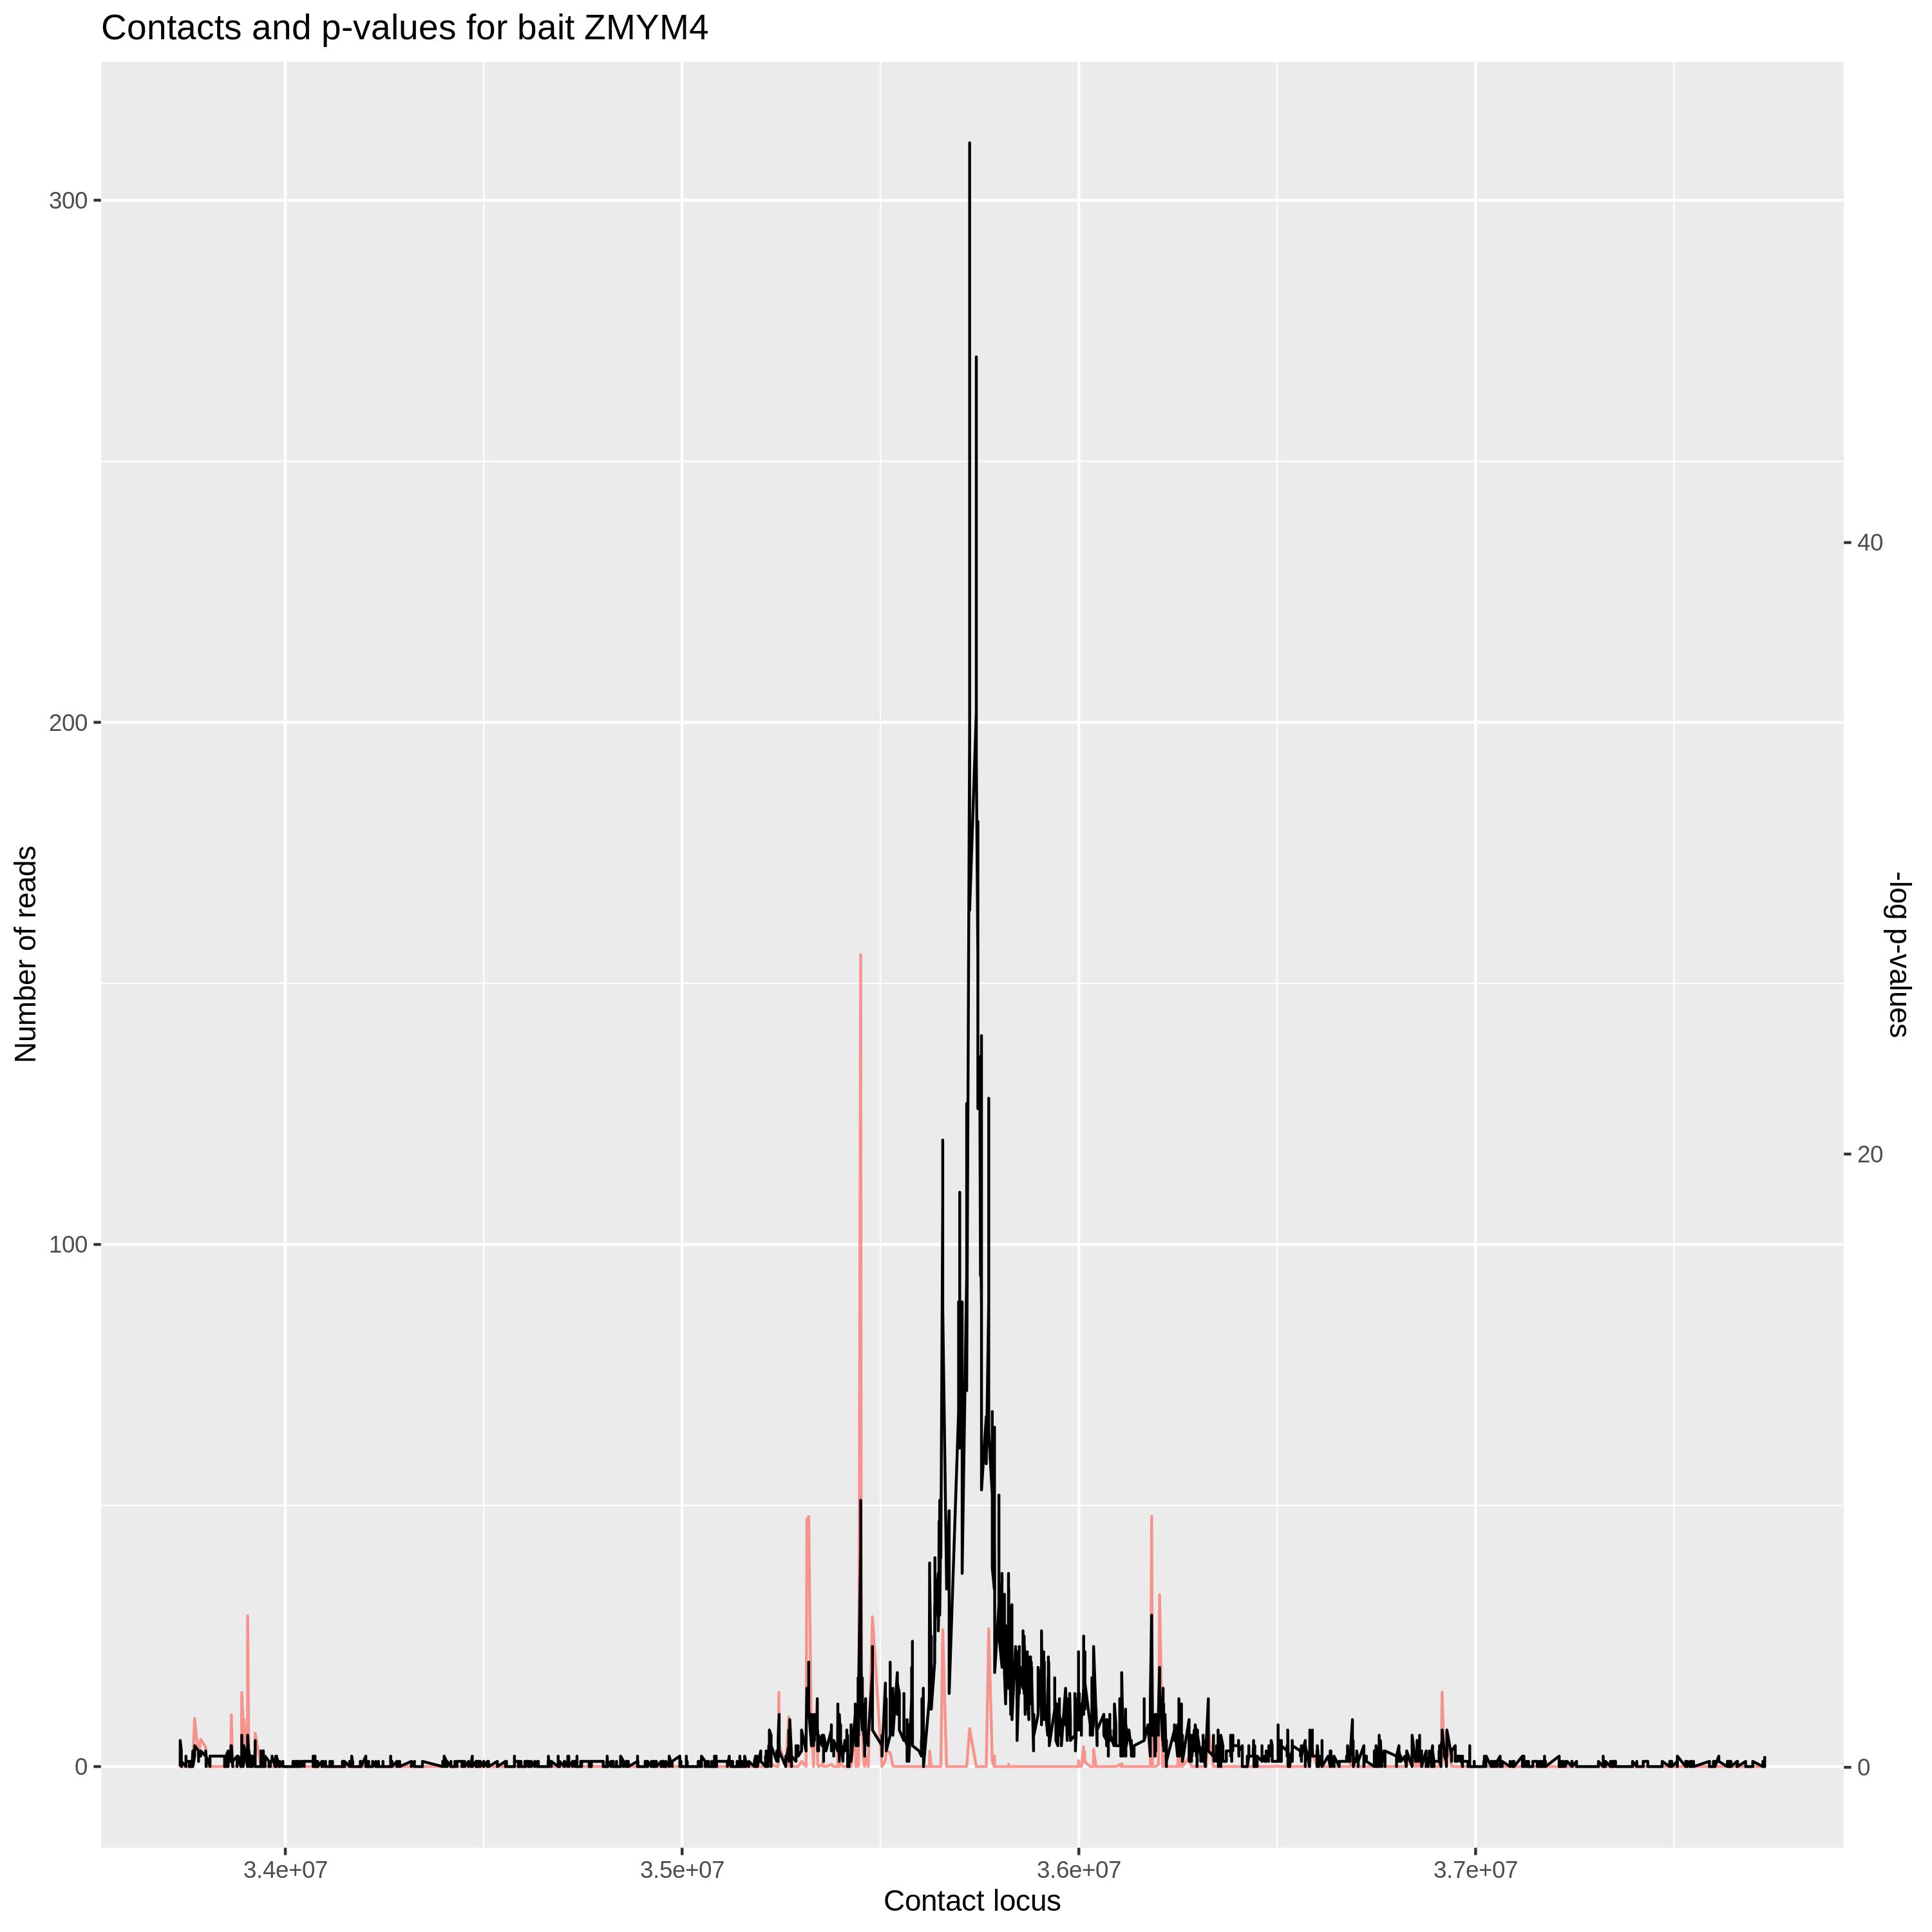 Contacts and p-values for bait ZMYM4
300
200
100
0
Number of reads
40
20
0
-log p-values
3.4e+07
3.5e+07
3.6e+07
3.7e+07
Contact locus